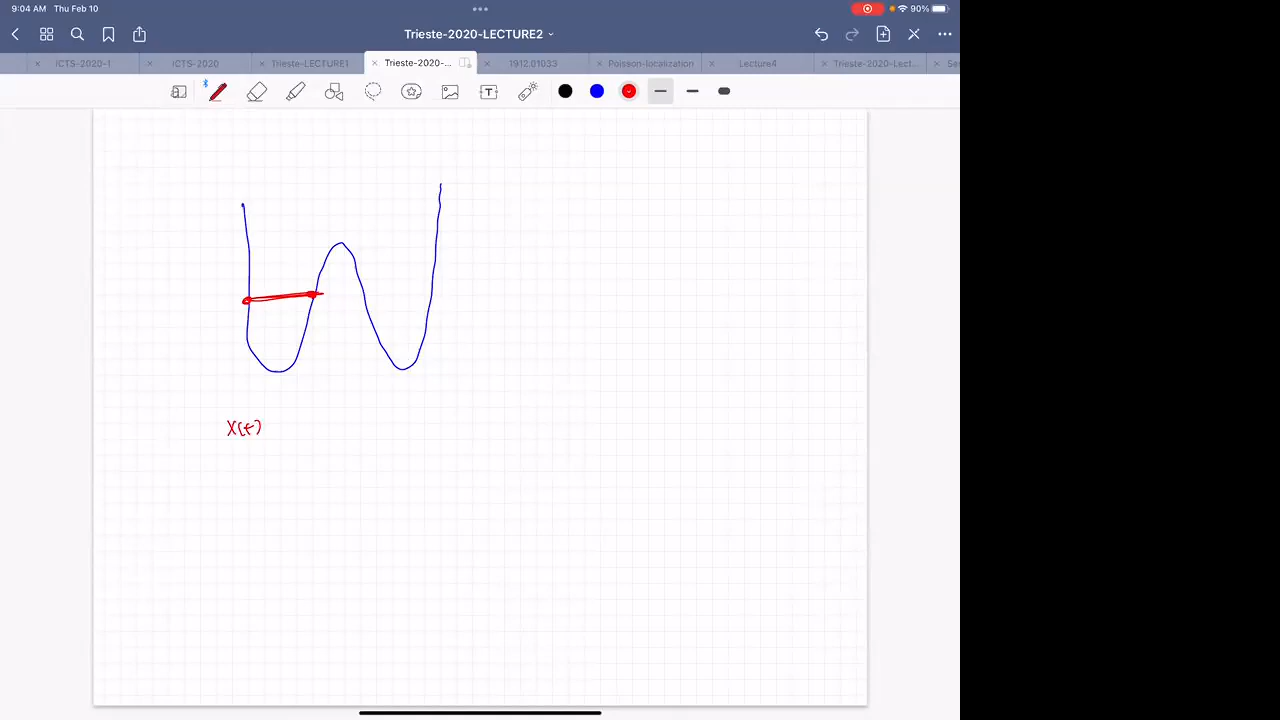 9:04 AM Thu Feb 10
90%
Trieste-2020-LECTURE2
ICTS-2020-1
ICTS-2020
Trieste-LECTURE1
Trieste-2020-...
1912.01033
Poisson-localization
Lecture4
Trieste-2020-Lect...
Se
T
X(t)